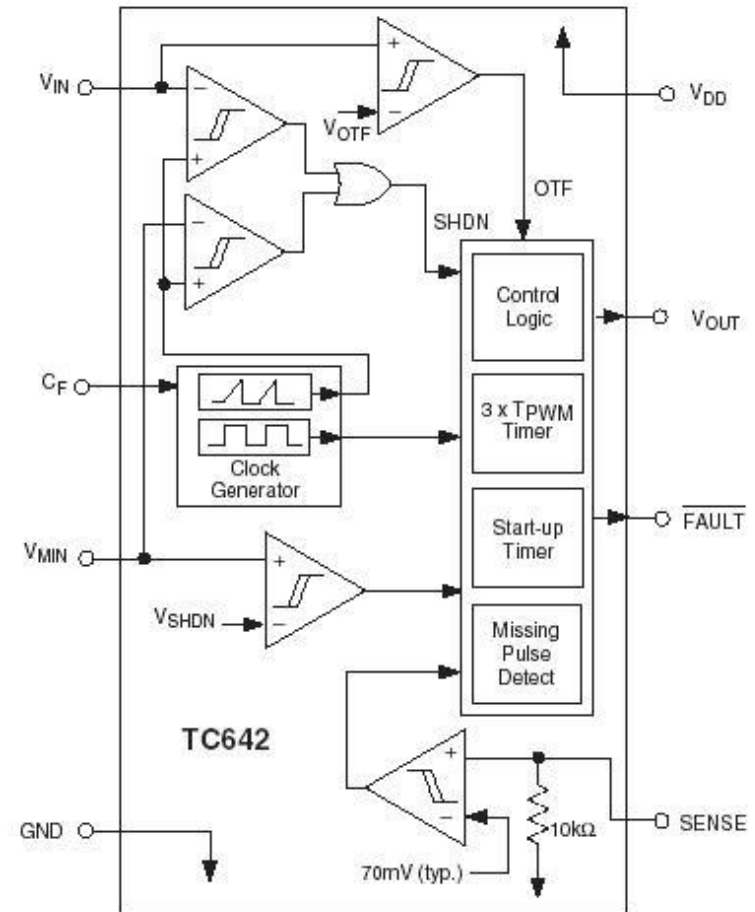 VIN
+
−
VOTF
−
VDD
+
OTF
SHDN
−
+
Control
Logic
VOUT
CF
3 x TPWM
Timer
Clock
Generator
Start-up
Timer
FAULT
VMIN
+
VSHDN
−
Missing
Pulse
Detect
TC642
+
−
10kΩ
SENSE
GND
70mV (typ.)